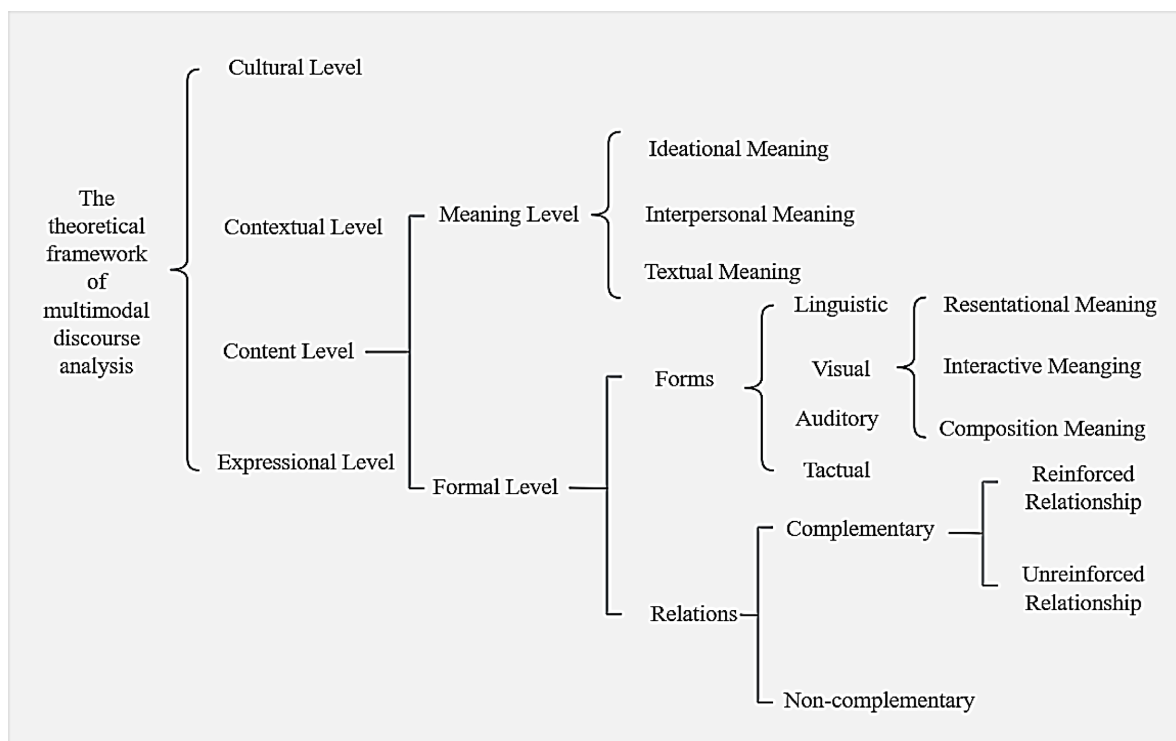 The
theoretical
framework
of
multimodal
discourse
analysis
Cultural Level
Contextual Level
Content Level
Expressional Level
Meaning Level
Formal Level
Ideational Meaning
Interpersonal Meaning
Textual Meaning
Forms
Relations
Linguistic
Visual
Auditory
Tactual
Resentational Meaning
Interactive Meanging
Composition Meaning
Complementary
Non-complementary
Reinforced
Relationship
Unreinforced
Relationship